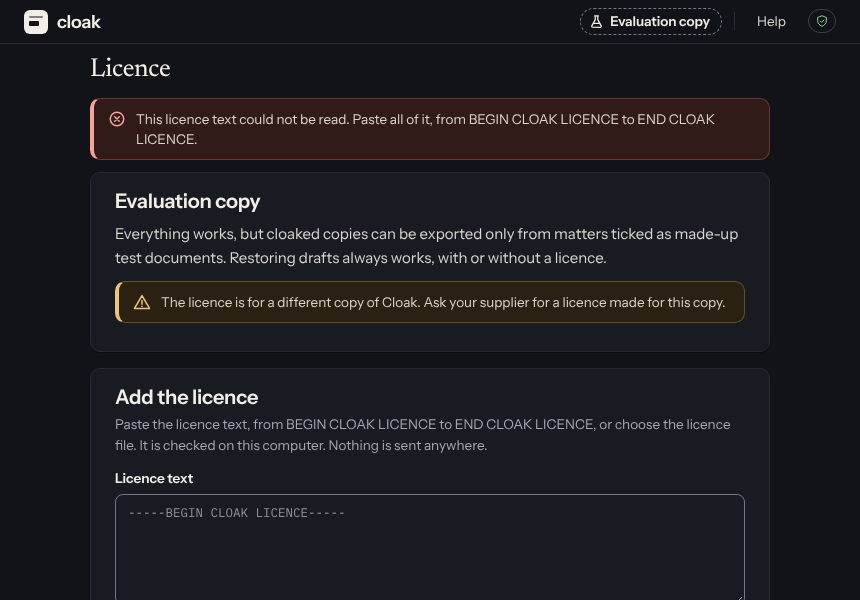 cloak
Evaluation copy
Help
Licence
This licence text could not be read. Paste all of it, from BEGIN CLOAK LICENCE to END CLOAK
LICENCE.
Evaluation copy
Everything works, but cloaked copies can be exported only from matters ticked as made-up
test documents. Restoring drafts always works, with or without a licence.
The licence is for a different copy of Cloak. Ask your supplier for a licence made for this copy.
Add the licence
Paste the licence text, from BEGIN CLOAK LICENCE to END CLOAK LICENCE, or choose the licence
file. It is checked on this computer. Nothing is sent anywhere.
Licence text
-----BEGIN CLOAK LICENCE-----